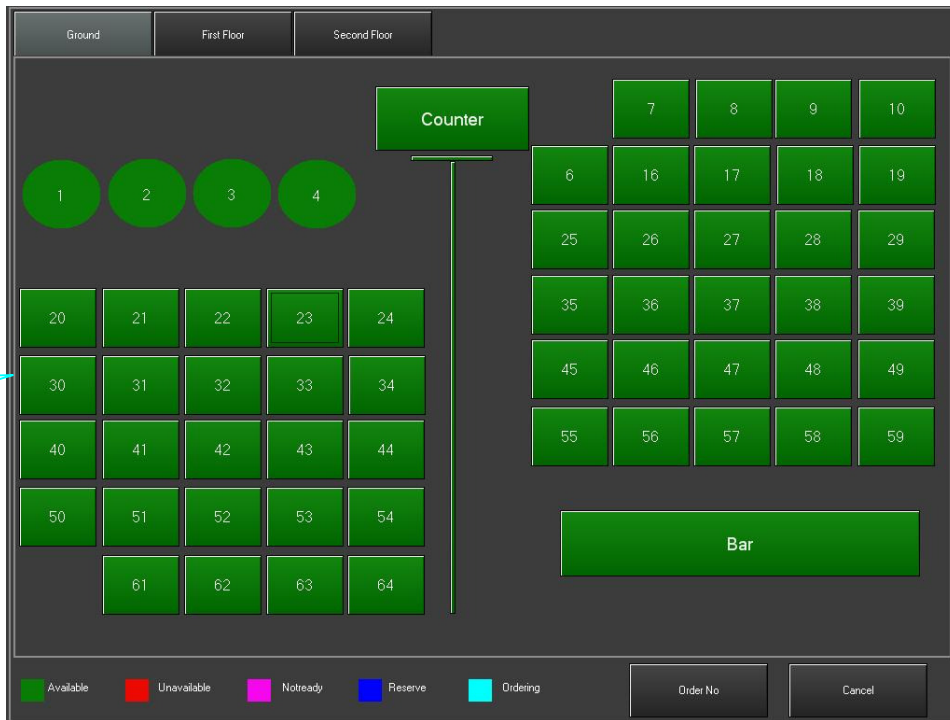 Ground First Floor Second Floor
Counter
7 8 9 10
1 2 3 4
6 16 17 18 19
25 26 27 28 29
20 21 22 23 24
35 36 37 38 39
30 31 32 33 34
45 46 47 48 49
40 41 42 43 44
55 56 57 58 59
50 51 52 53 54
Bar
61 62 63 64
Available Unavailable Notready Reserve Ordering Order No Cancel